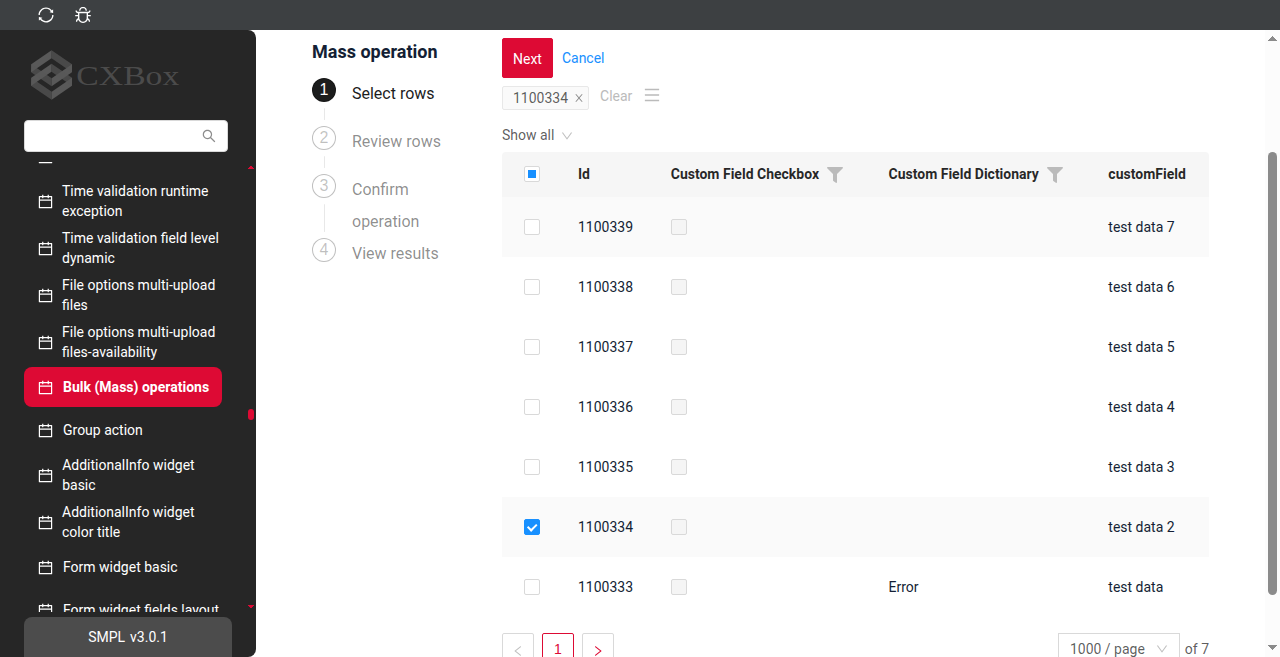 CXBox
Time validation runtime
exception
Time validation field level
dynamic
File options multi-upload
files
File options multi-upload
files-availability
Bulk (Mass) operations
Group action
AdditionalInfo widget
basic
AdditionalInfo widget
color title
Form widget basic
Form widget fields layout
SMPL v3.0.1
Mass operation
1 Select rows
2 Review rows
3 Confirm
operation
4 View results
Next Cancel
1100334 × Clear
Show all
Id Custom Field Checkbox Custom Field Dictionary customField
1100339 test data 7
1100338 test data 6
1100337 test data 5
1100336 test data 4
1100335 test data 3
1100334 test data 2
1100333 Error test data
< 1 > 1000 / page of 7